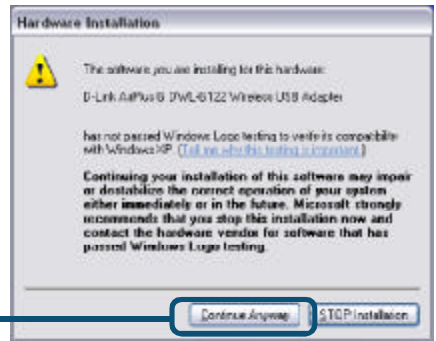 Hardware Installation
The software you are installing for this hardware:
D-Link AirPlus G DWL-G122 Wireless USB Adapter
has not passed Windows Logo testing to verify its compatibility
with Windows XP. (Tell me why this testing is important.)
Continuing your installation of this software may impair
or destabilize the correct operation of your system
either immediately or in the future. Microsoft strongly
recommends that you stop this installation now and
contact the hardware vendor for software that has
passed Windows Logo testing.
Continue Anyway
STOP Installation